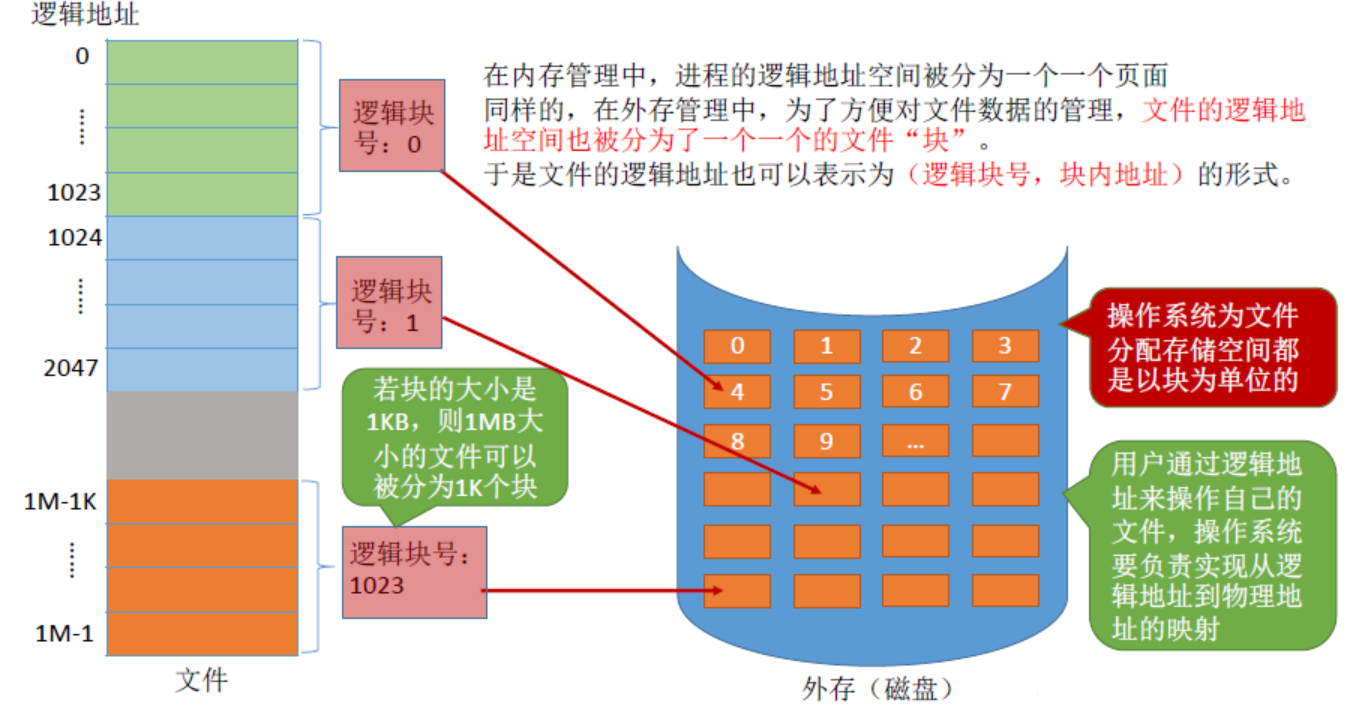 逻辑地址
0
……
1023
1024
……
2047
1M-1K
……
1M-1
文件
逻辑块
号：0
逻辑块
号：1
若块的大小是
1KB，则1MB大
小的文件可以
被分为1K个块
逻辑块号：
1023
在内存管理中，进程的逻辑地址空间被分为一个一个页面
同样的，在外存管理中，为了方便对文件数据的管理，文件的逻辑地
址空间也被分为了一个一个的文件“块”。
于是文件的逻辑地址也可以表示为（逻辑块号，块内地址）的形式。
0 1 2 3
4 5 6 7
8 9 …
外存（磁盘）
操作系统为文件
分配存储空间都
是以块为单位的
用户通过逻辑地
址来操作自己的
文件，操作系统
要负责实现从逻
辑地址到物理地
址的映射